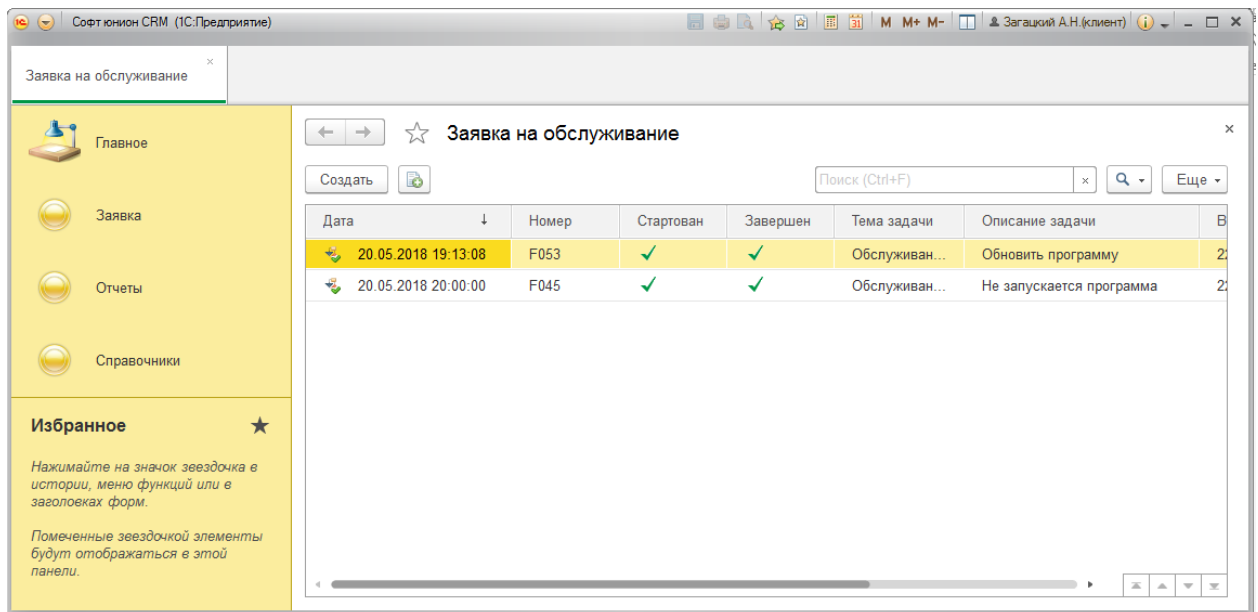 Софт юнион CRM (1С:Предприятие) 31 M M+ M- Загацкий А.Н.(клиент)
Заявка на обслуживание
Главное
Заявка
Отчеты
Справочники
Избранное
Нажимайте на значок звездочка в
истории, меню функций или в
заголовках форм.
Помеченные звездочкой элементы
будут отображаться в этой
панели.
Заявка на обслуживание
Создать Поиск (Ctrl+F) Еще
Дата Номер Стартован Завершен Тема задачи Описание задачи В
20.05.2018 19:13:08 F053 Обслуживан... Обновить программу
20.05.2018 20:00:00 F045 Обслуживан... Не запускается программа